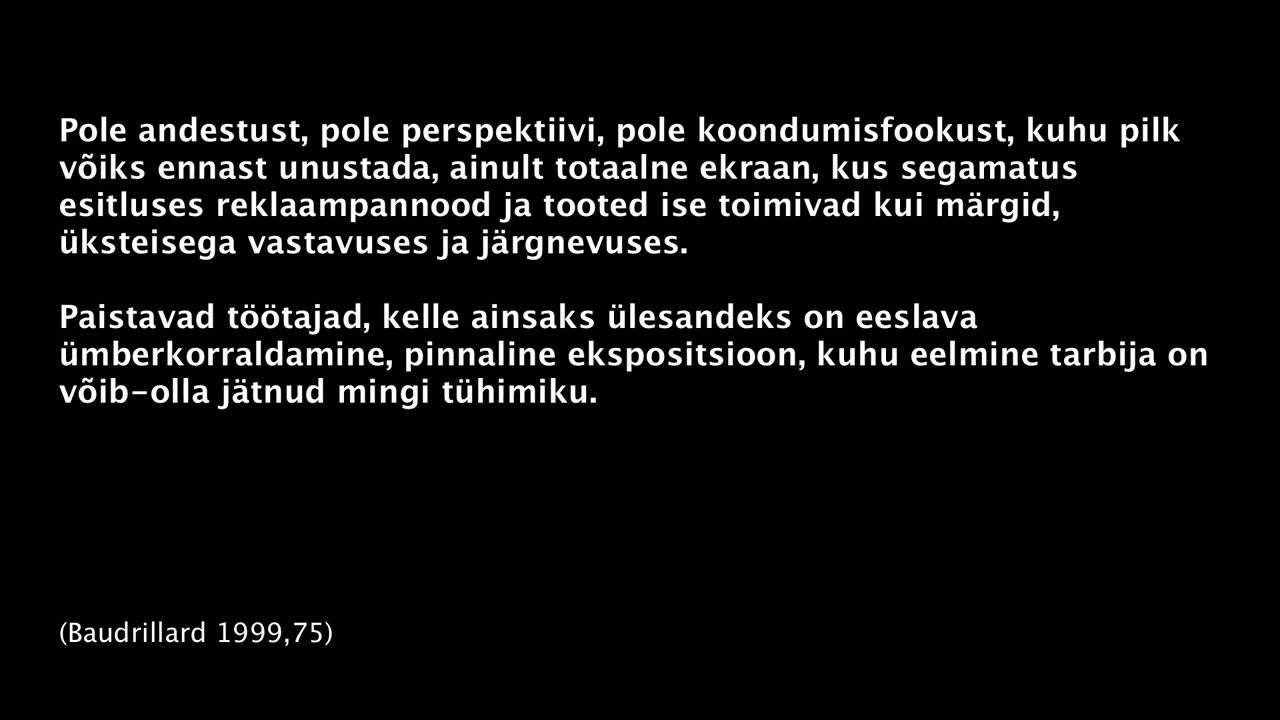 Pole andestust, pole perspektiivi, pole koondumisfookust, kuhu pilk
võiks ennast unustada, ainult totaalne ekraan, kus segamatus
esitluses reklaampannood ja tooted ise toimivad kui märgid,
üksteisega vastavuses ja järgnevuses.
Paistavad töötajad, kelle ainsaks ülesandeks on eeslava
ümberkorraldamine, pinnaline ekspositsioon, kuhu eelmine tarbija on
võib-olla jätnud mingi tühimiku.
(Baudrillard 1999,75)